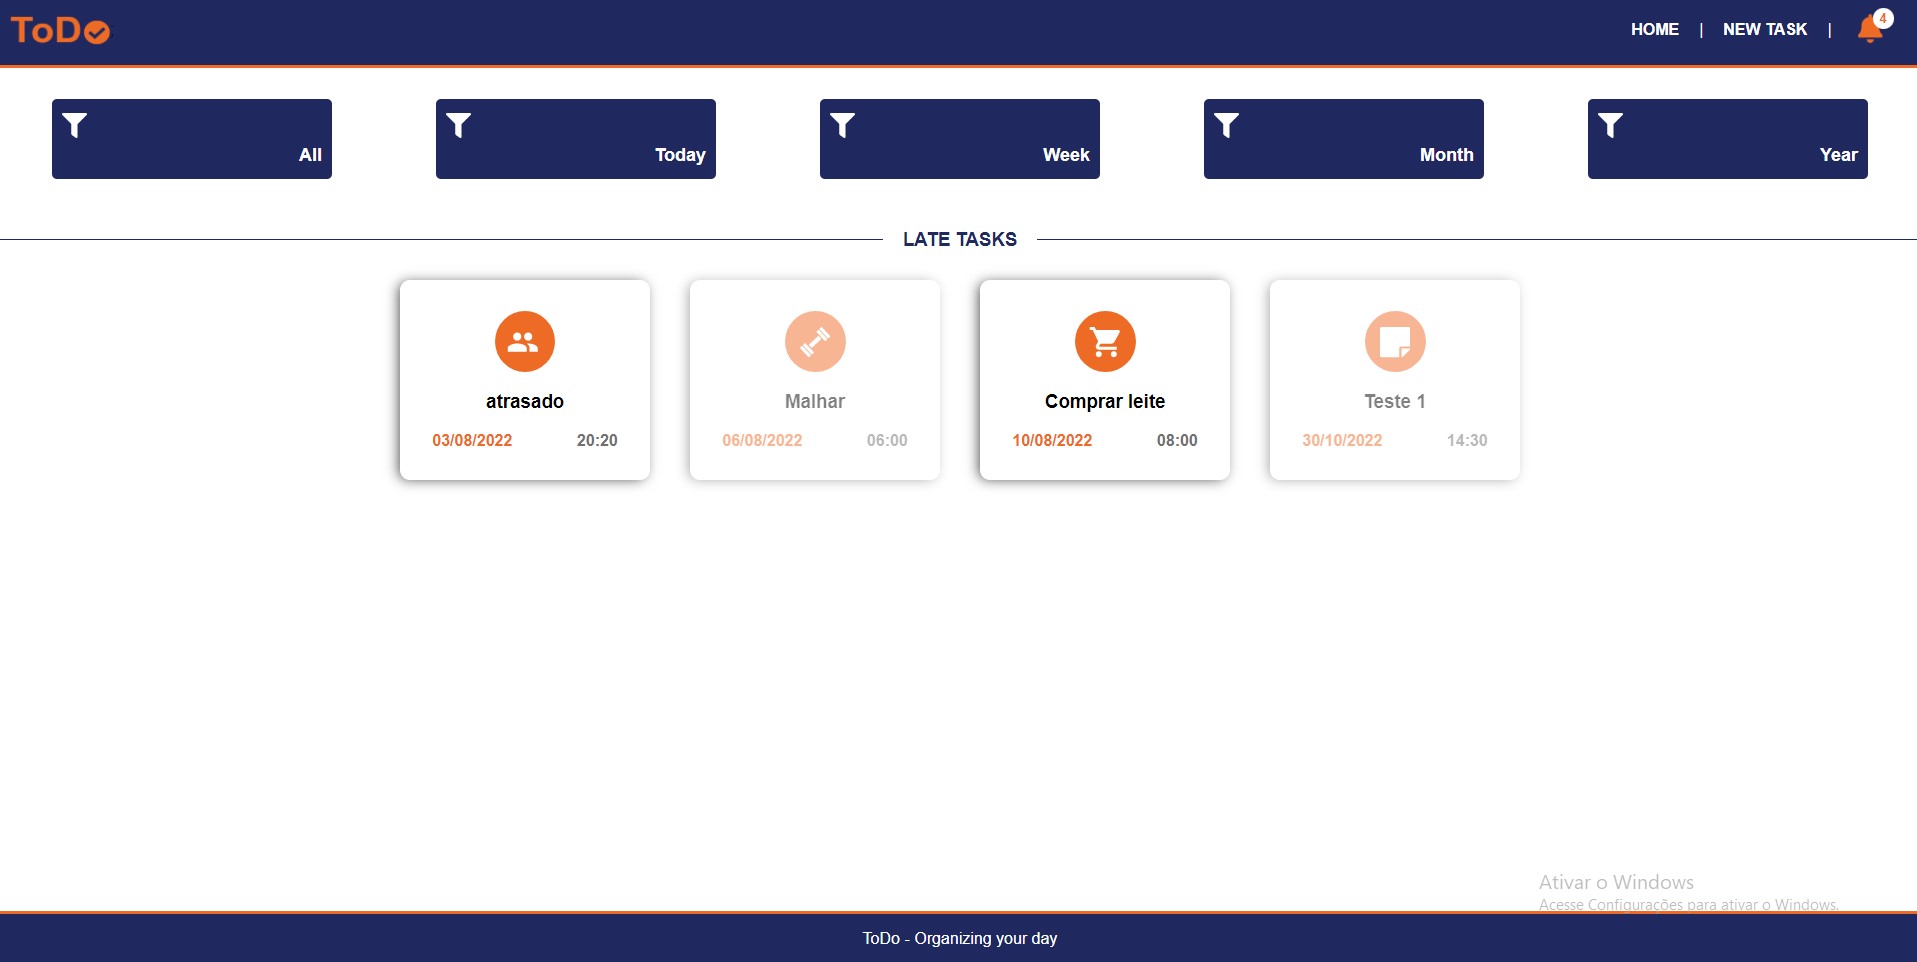 ToDo
HOME | NEW TASK | 4
All
Today
Week
Month
Year
LATE TASKS
atrasado
03/08/2022 20:20
Malhar
06/08/2022 06:00
Comprar leite
10/08/2022 08:00
Teste 1
30/10/2022 14:30
Ativar o Windows
Acesse Configurações para ativar o Windows.
ToDo - Organizing your day